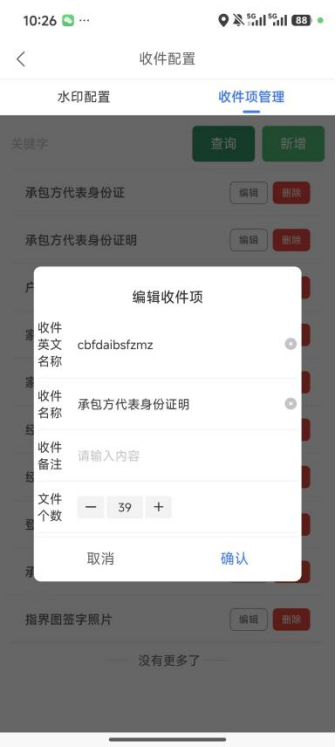 10:26 ···
5G 5G 88
收件配置
水印配置 收件项管理
关键字 查询 新增
承包方代表身份证 编辑 删除
承包方代表身份证明 编辑 删除
编辑收件项
收件英文名称 cbfdaibsfzmz
收件名称 承包方代表身份证明
收件备注 请输入内容
文件个数 — 39 +
取消 确认
指界图签字照片 编辑 删除
没有更多了